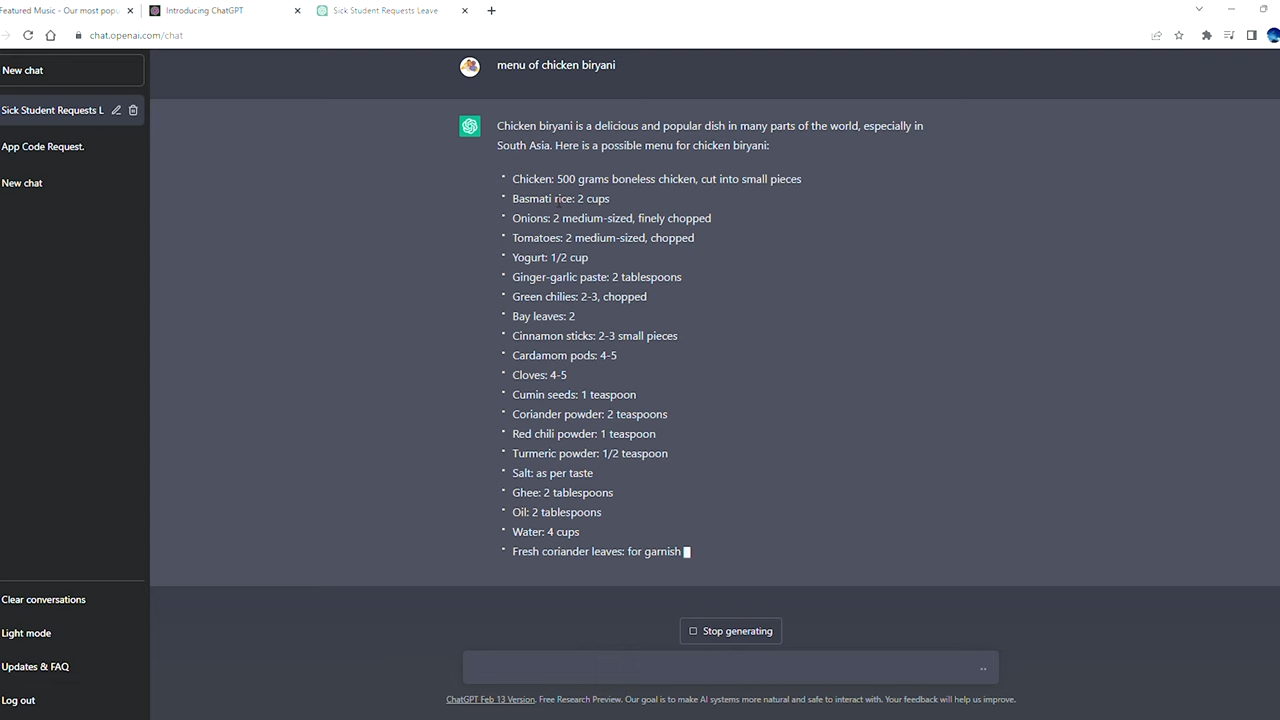 Featured Music - Our most popu
Introducing ChatGPT
Sick Student Requests Leave
chat.openai.com/chat
New chat
Sick Student Requests L
App Code Request.
New chat
menu of chicken biryani
Chicken biryani is a delicious and popular dish in many parts of the world, especially in
South Asia. Here is a possible menu for chicken biryani:
• Chicken: 500 grams boneless chicken, cut into small pieces
• Basmati rice: 2 cups
• Onions: 2 medium-sized, finely chopped
• Tomatoes: 2 medium-sized, chopped
• Yogurt: 1/2 cup
• Ginger-garlic paste: 2 tablespoons
• Green chilies: 2-3, chopped
• Bay leaves: 2
• Cinnamon sticks: 2-3 small pieces
• Cardamom pods: 4-5
• Cloves: 4-5
• Cumin seeds: 1 teaspoon
• Coriander powder: 2 teaspoons
• Red chili powder: 1 teaspoon
• Turmeric powder: 1/2 teaspoon
• Salt: as per taste
• Ghee: 2 tablespoons
• Oil: 2 tablespoons
• Water: 4 cups
• Fresh coriander leaves: for garnish
Clear conversations
Light mode
Updates & FAQ
Log out
Stop generating
ChatGPT Feb 13 Version. Free Research Preview. Our goal is to make AI systems more natural and safe to interact with. Your feedback will help us improve.